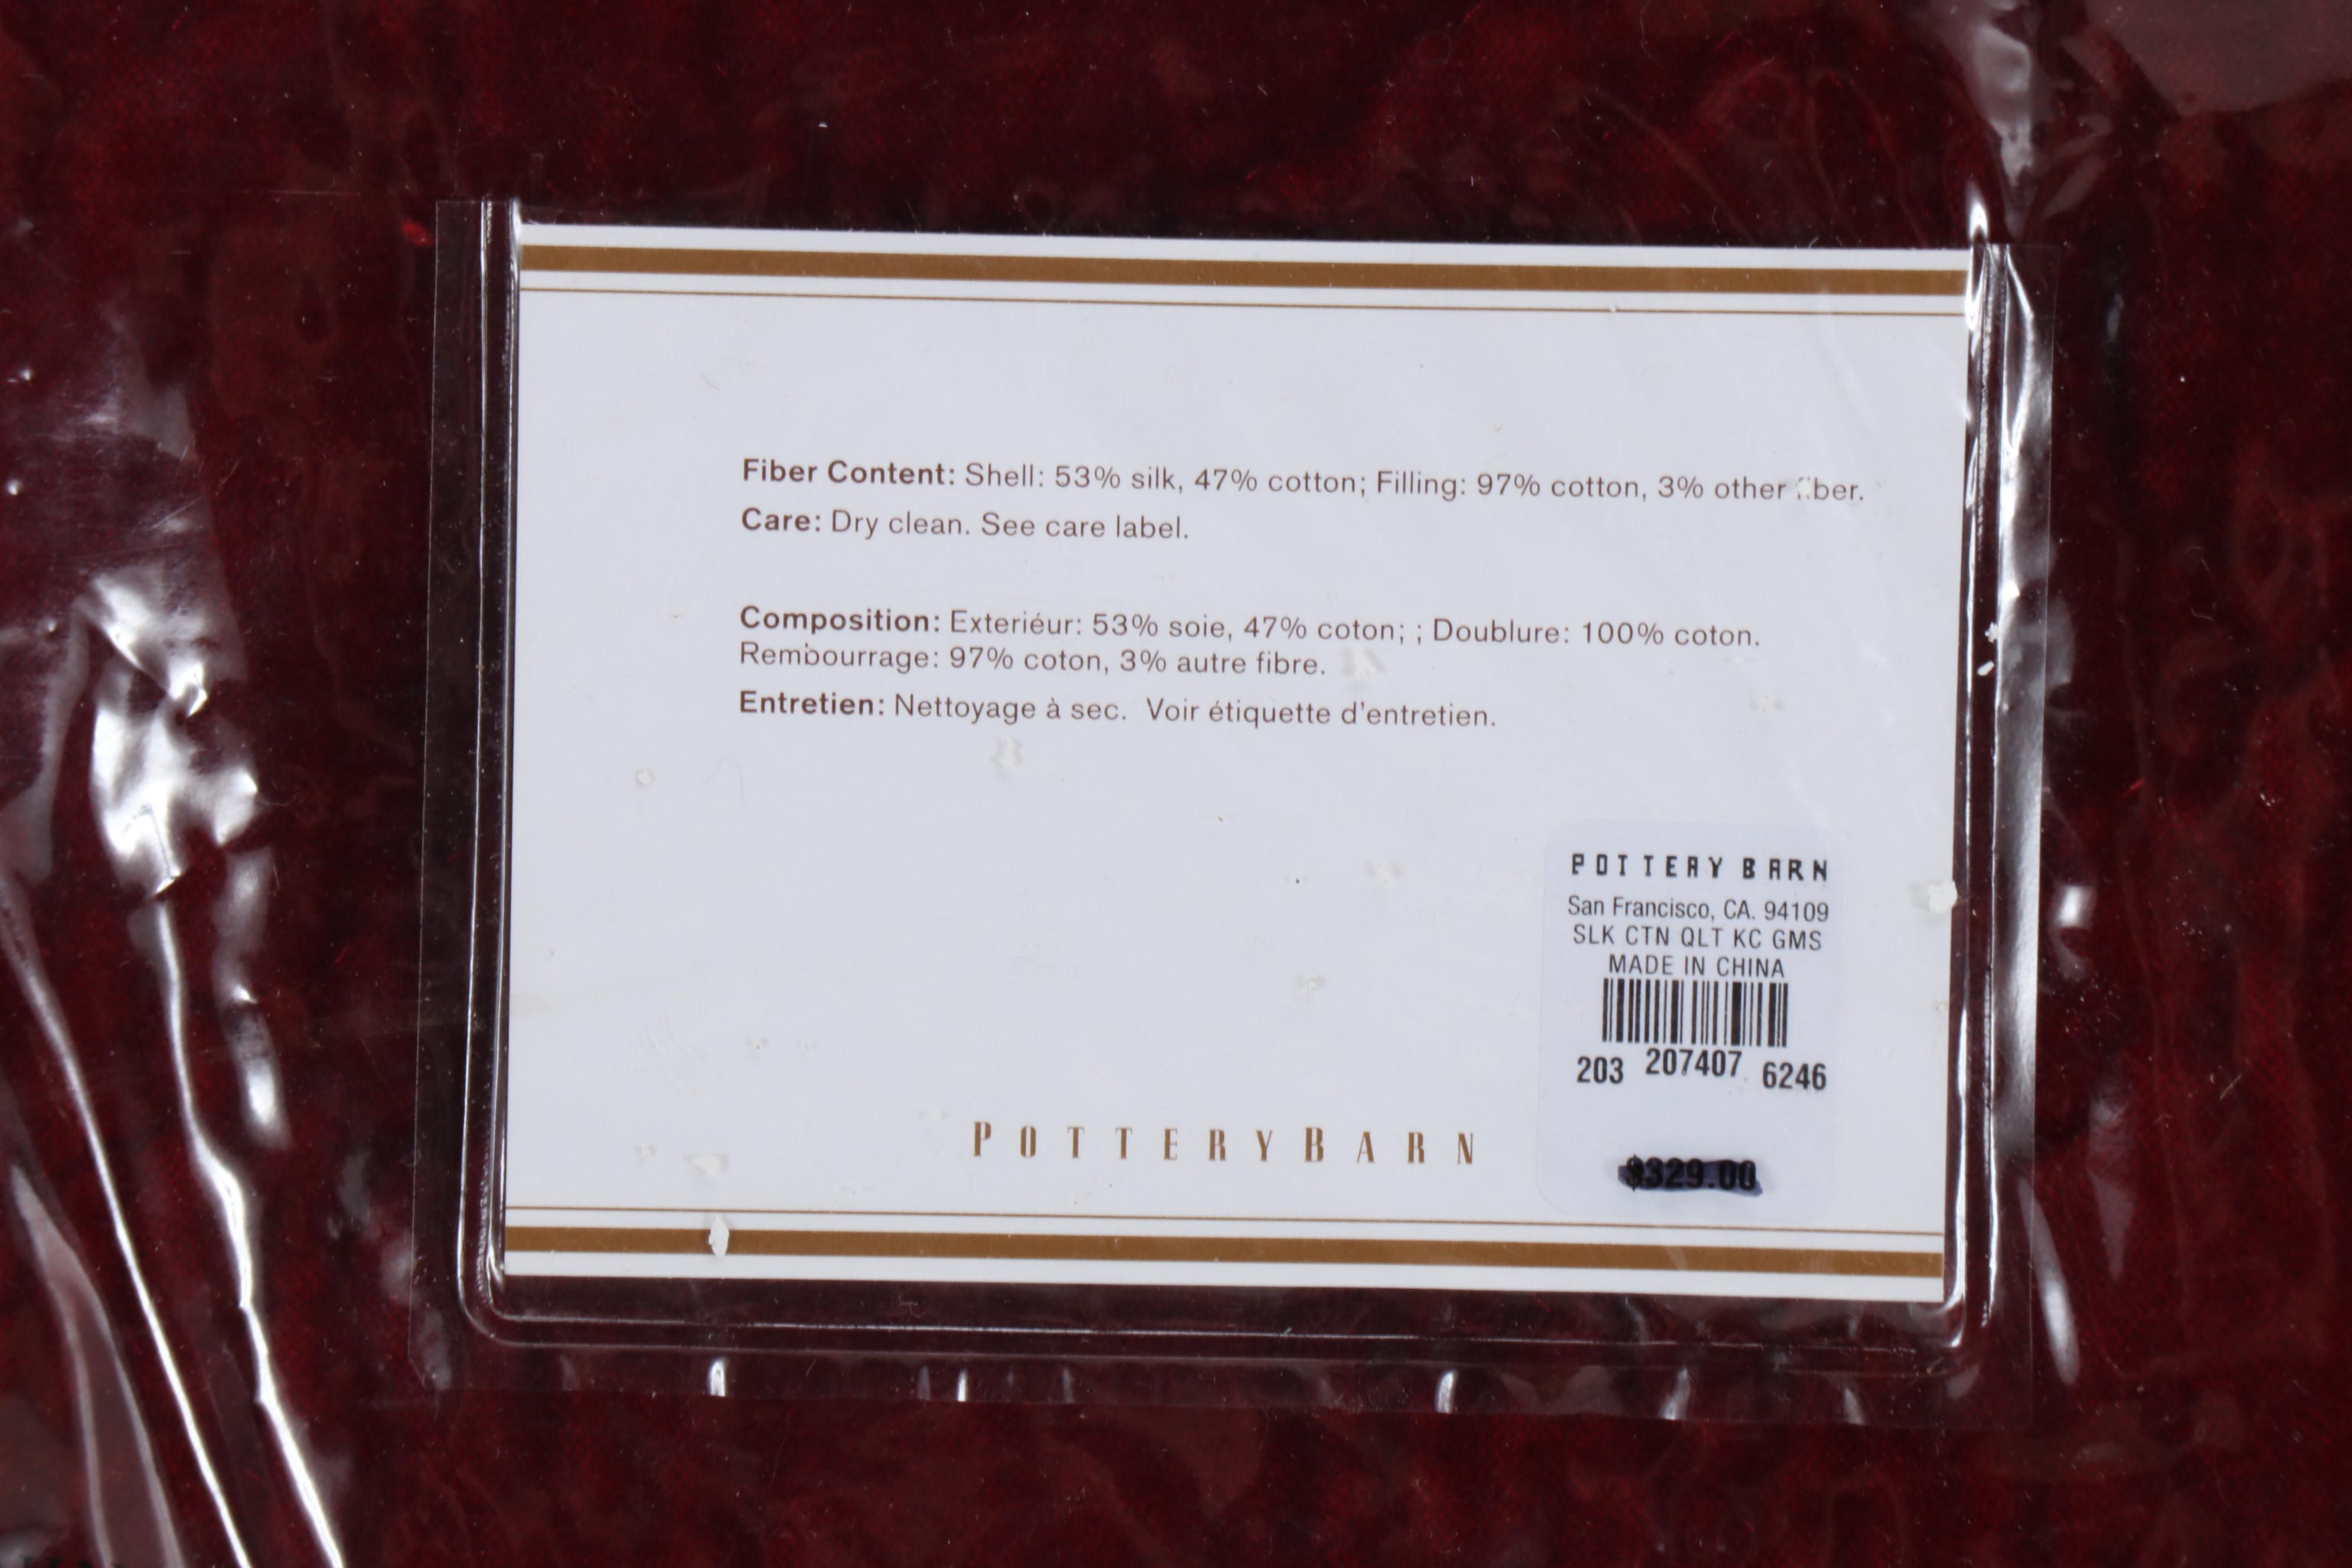 Fiber Content: Shell: 53% silk, 47% cotton; Filling: 97% cotton, 3% other fiber.
Care: Dry clean. See care label.
Composition: Exteriéur: 53% soie, 47% coton; ; Doublure: 100% coton.
Rembourrage: 97% coton, 3% autre fibre.
Entretien: Nettoyage à sec. Voir étiquette d'entretien.
POTTERY BARN
San Francisco, CA. 94109
SLK CTN QLT KC GMS
MADE IN CHINA
203 207407 6246
POTTERYBARN
$329.00